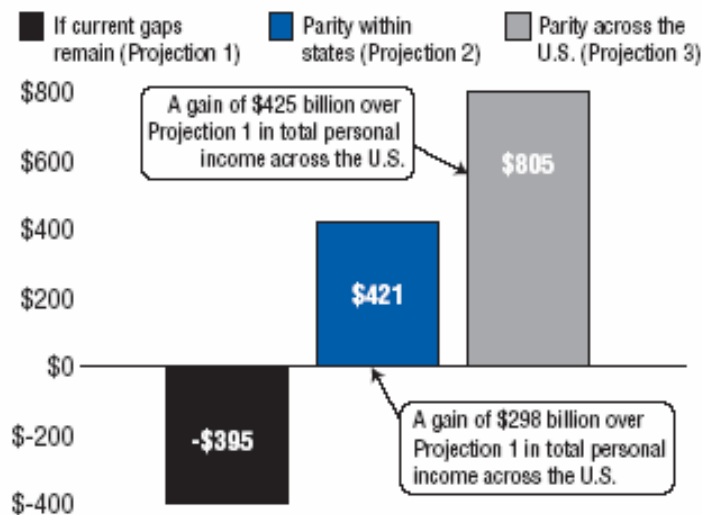 If current gaps
remain (Projection 1)
Parity within
states (Projection 2)
Parity across the
U.S. (Projection 3)
$800
$600
$400
$200
$0
$-200
$-400
A gain of $425 billion over
Projection 1 in total personal
income across the U.S.
$805
$421
-$395
A gain of $298 billion over
Projection 1 in total personal
income across the U.S.